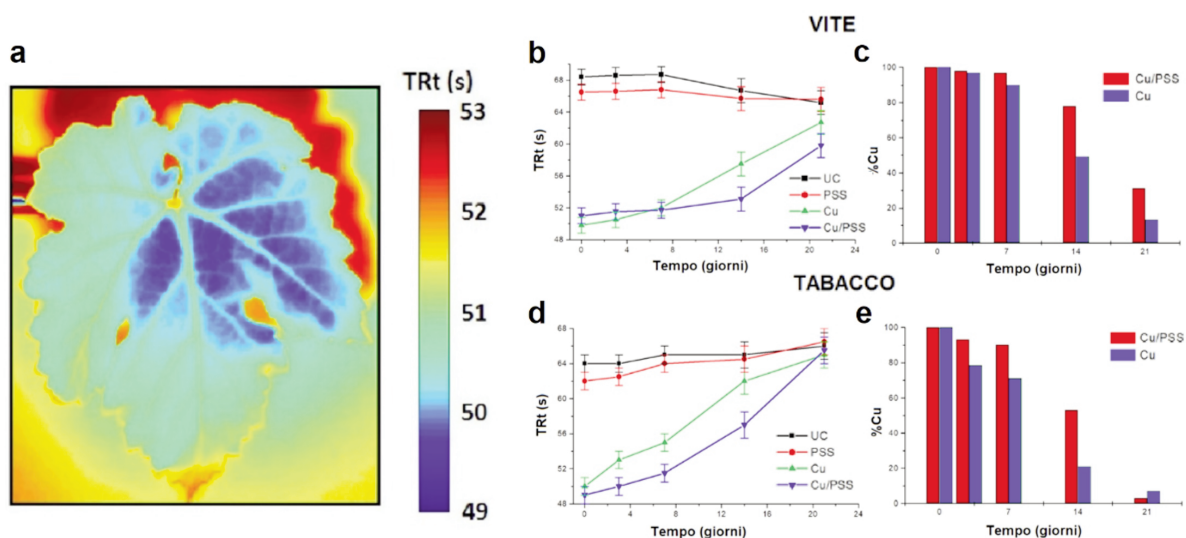 VITE
a
TRt (s)
53
52
51
50
49
b
TRt (s)
68
64
60
56
52
48
0 4 8 12 16 20 24
Tempo (giorni)
UC
PSS
Cu
Cu/PSS
c
%Cu
100
80
60
40
20
0
0 7 14 21
Tempo (giorni)
Cu/PSS
Cu
TABACCO
d
TRt (s)
68
64
60
56
52
48
0 4 8 12 16 20 24
Tempo (giorni)
UC
PSS
Cu
Cu/PSS
e
%Cu
100
80
60
40
20
0
0 7 14 21
Tempo (giorni)
Cu/PSS
Cu